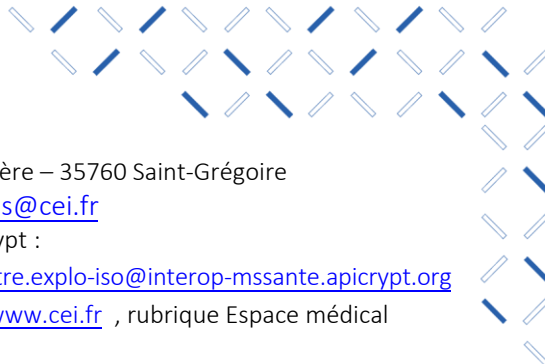 ère – 35760 Saint-Grégoire
s@cei.fr
ypt :
tre.explo-iso@interop-mssante.apicrypt.org
www.cei.fr , rubrique Espace médical